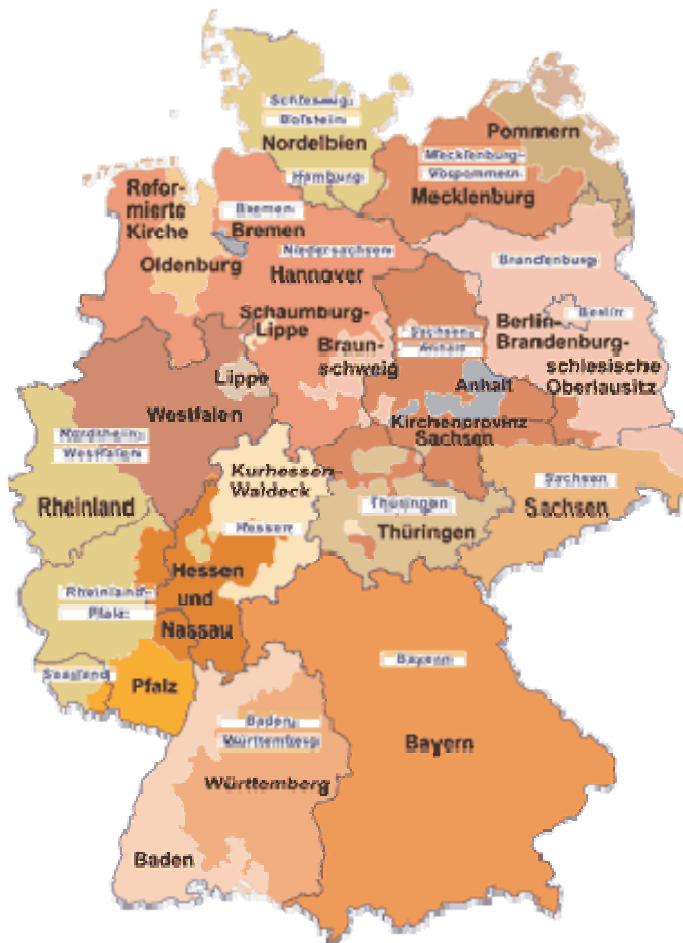 Schleswig-
Holstein
Nordelbien
Hamburg
Pommern
Mecklenburg-
Vospommern
Mecklenburg
Refor-
mierte
Kirche
Bremen
Bremen
Oldenburg
Niedersachsen
Hannover
Brandenburg
Berlin
Schaumburg-
Lippe
Braun-
schweig
Sachsen-
Anhalt
Berlin-
Brandenburg-
schlesische
Oberlausitz
Lippe
Anhalt
Westfalen
Kirchenprovinz
Sachsen
Nordrhein-
Westfalen
Kurhessen-
Waldeck
Rheinland
Hessen
Thüringen
Thüringen
Sachsen
Sachsen
Hessen
und
Nassau
Rheinland-
Pfalz
Saarland
Pfalz
Bayern
Bayern
Baden-
Württemberg
Württemberg
Baden